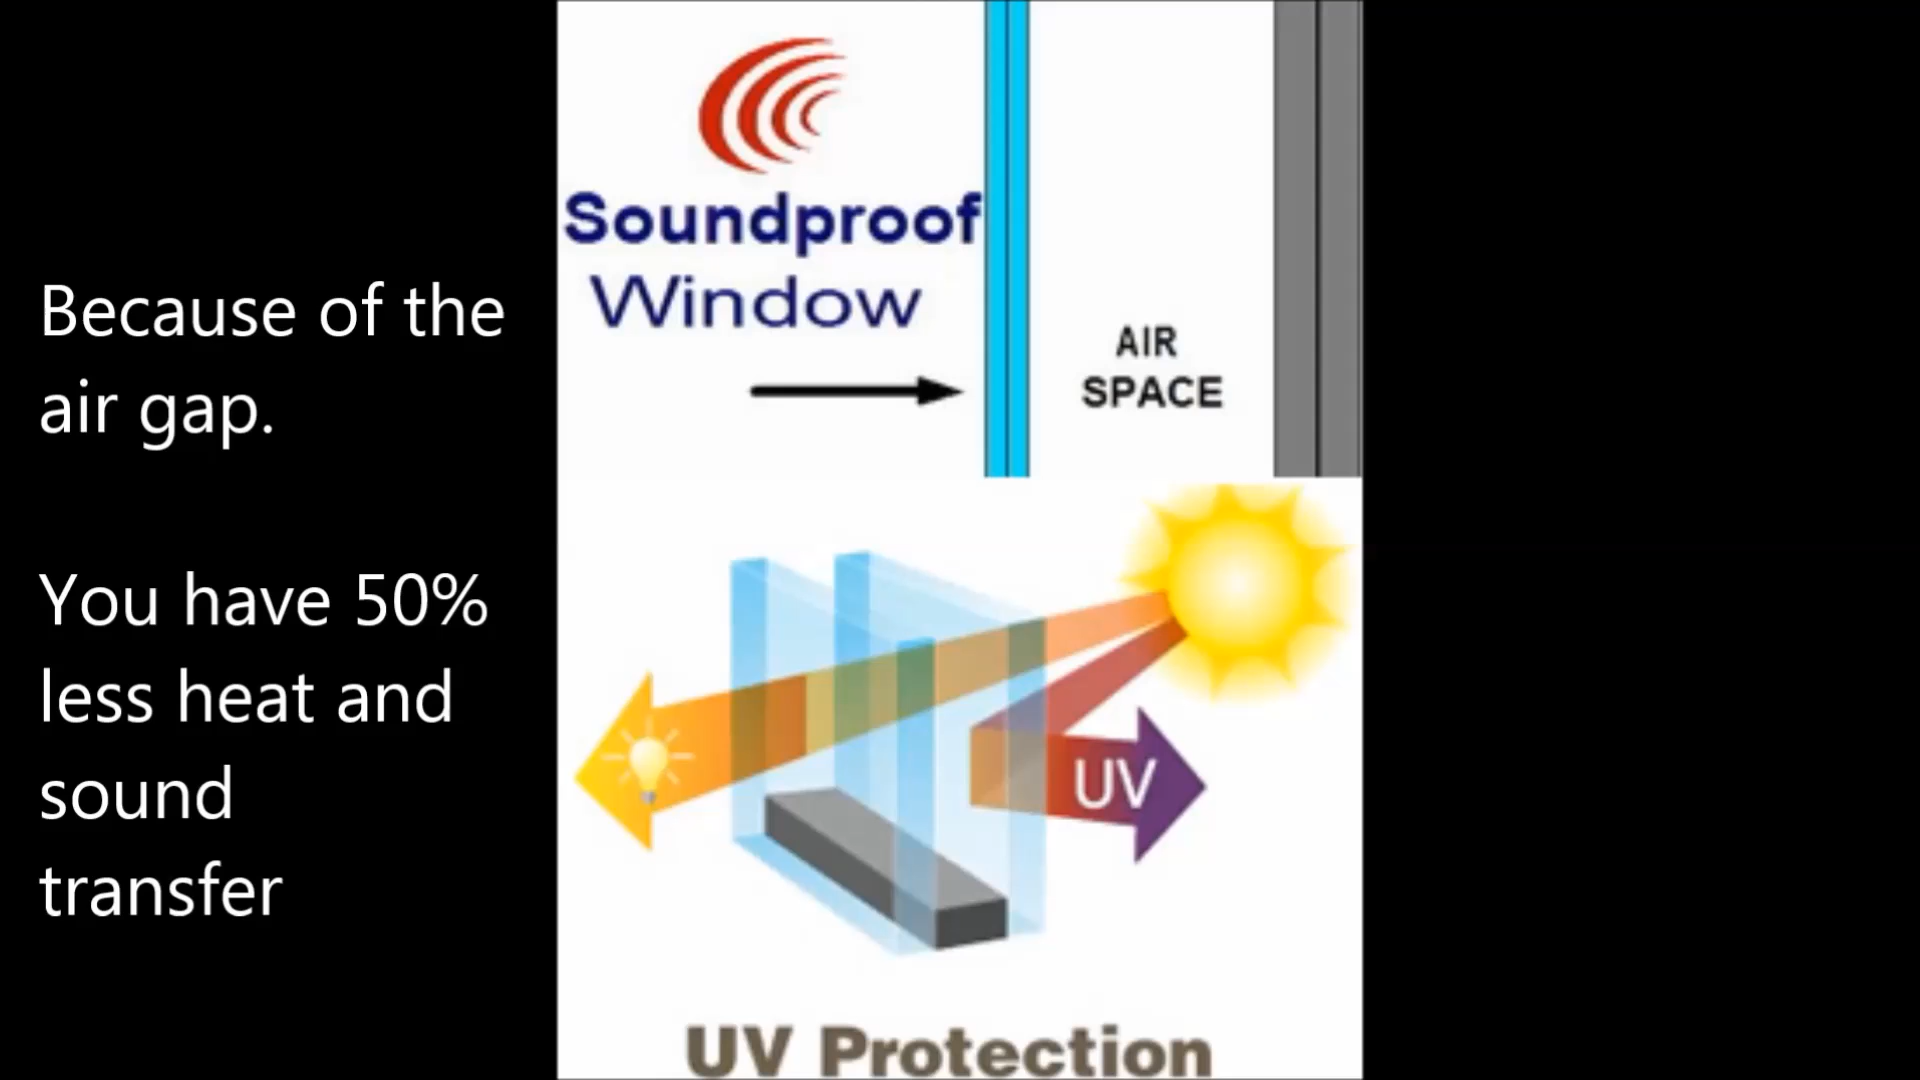 Because of the
air gap.
You have 50%
less heat and
sound
transfer
Soundproof
Window
AIR
SPACE
UV
UV Protection